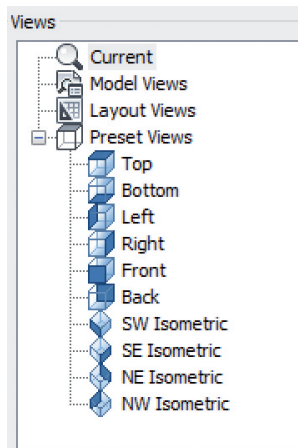 Views
Current
Model Views
Layout Views
Preset Views
Top
Bottom
Left
Right
Front
Back
SW Isometric
SE Isometric
NE Isometric
NW Isometric